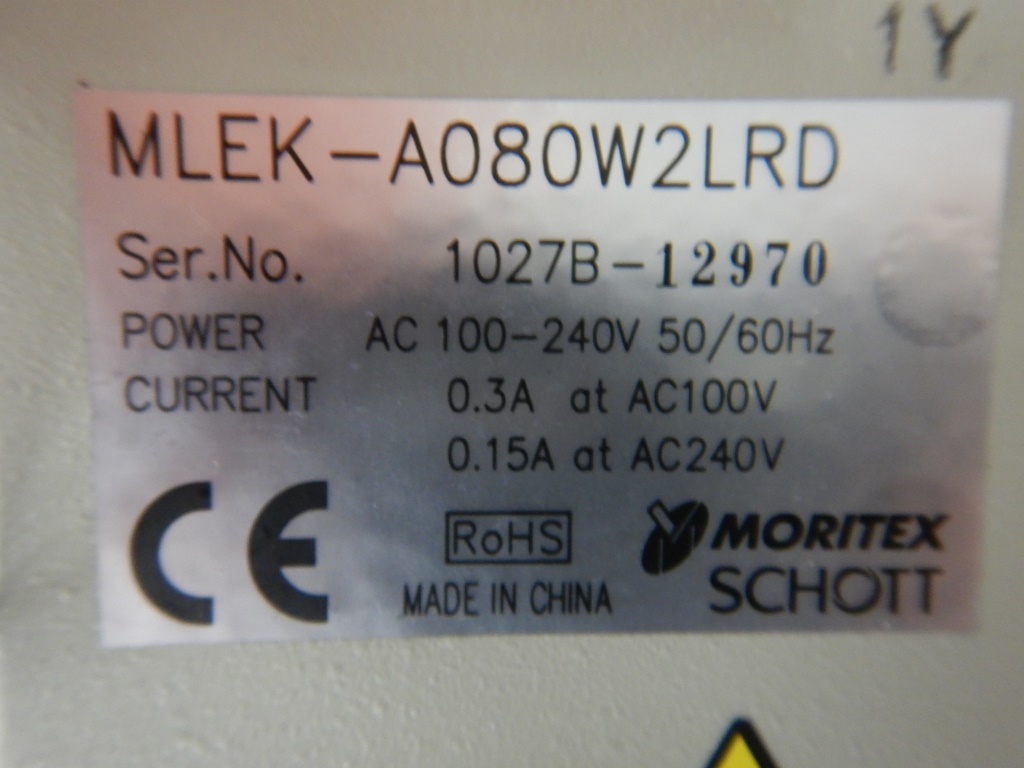 1Y
MLEK-A080W2LRD
Ser.No. 1027B-12970
POWER AC 100-240V 50/60Hz
CURRENT 0.3A at AC100V
0.15A at AC240V
CE RoHS MORITEX
MADE IN CHINA SCHOTT